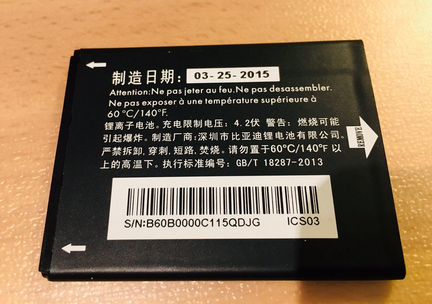 制造日期: 03-25-2015
Attention:Ne pas jeter au feu.Ne pas desassembler.
Ne pas exposer à une température supérieure à
60 °C/140°F.
锂离子电池。充电限制电压: 4.2伏 警告: 燃烧可能
引起爆炸。制造厂商:深圳市比亚迪锂电池有限公司。
严禁拆卸, 穿刺, 短路, 焚烧。请勿置于60°C/140°F以
上的高温下。执行标准编号: GB/T 18287-2013
REMOVE
S/N:B60B0000C115QDJG ICS03